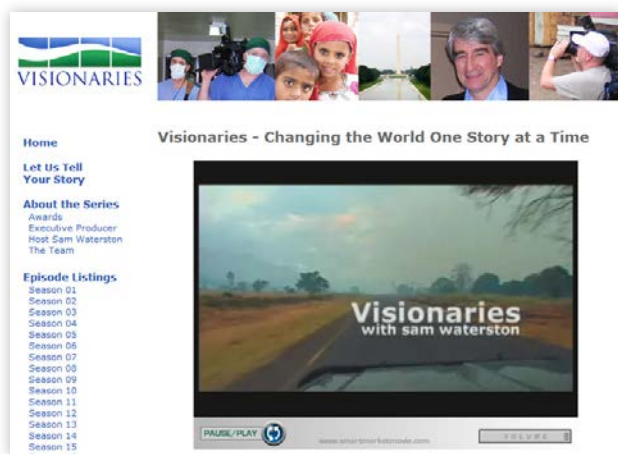 VISIONARIES
Visionaries - Changing the World One Story at a Time
Home
Let Us Tell
Your Story
About the Series
Awards
Executive Producer
Host Sam Waterston
The Team
Episode Listings
Season 01
Season 02
Season 03
Season 04
Season 05
Season 06
Season 07
Season 08
Season 09
Season 10
Season 11
Season 12
Season 13
Season 14
Season 15
Visionaries
with sam waterston
PAUSE/PLAY
www.smartmarketmovie.com
VOLUME